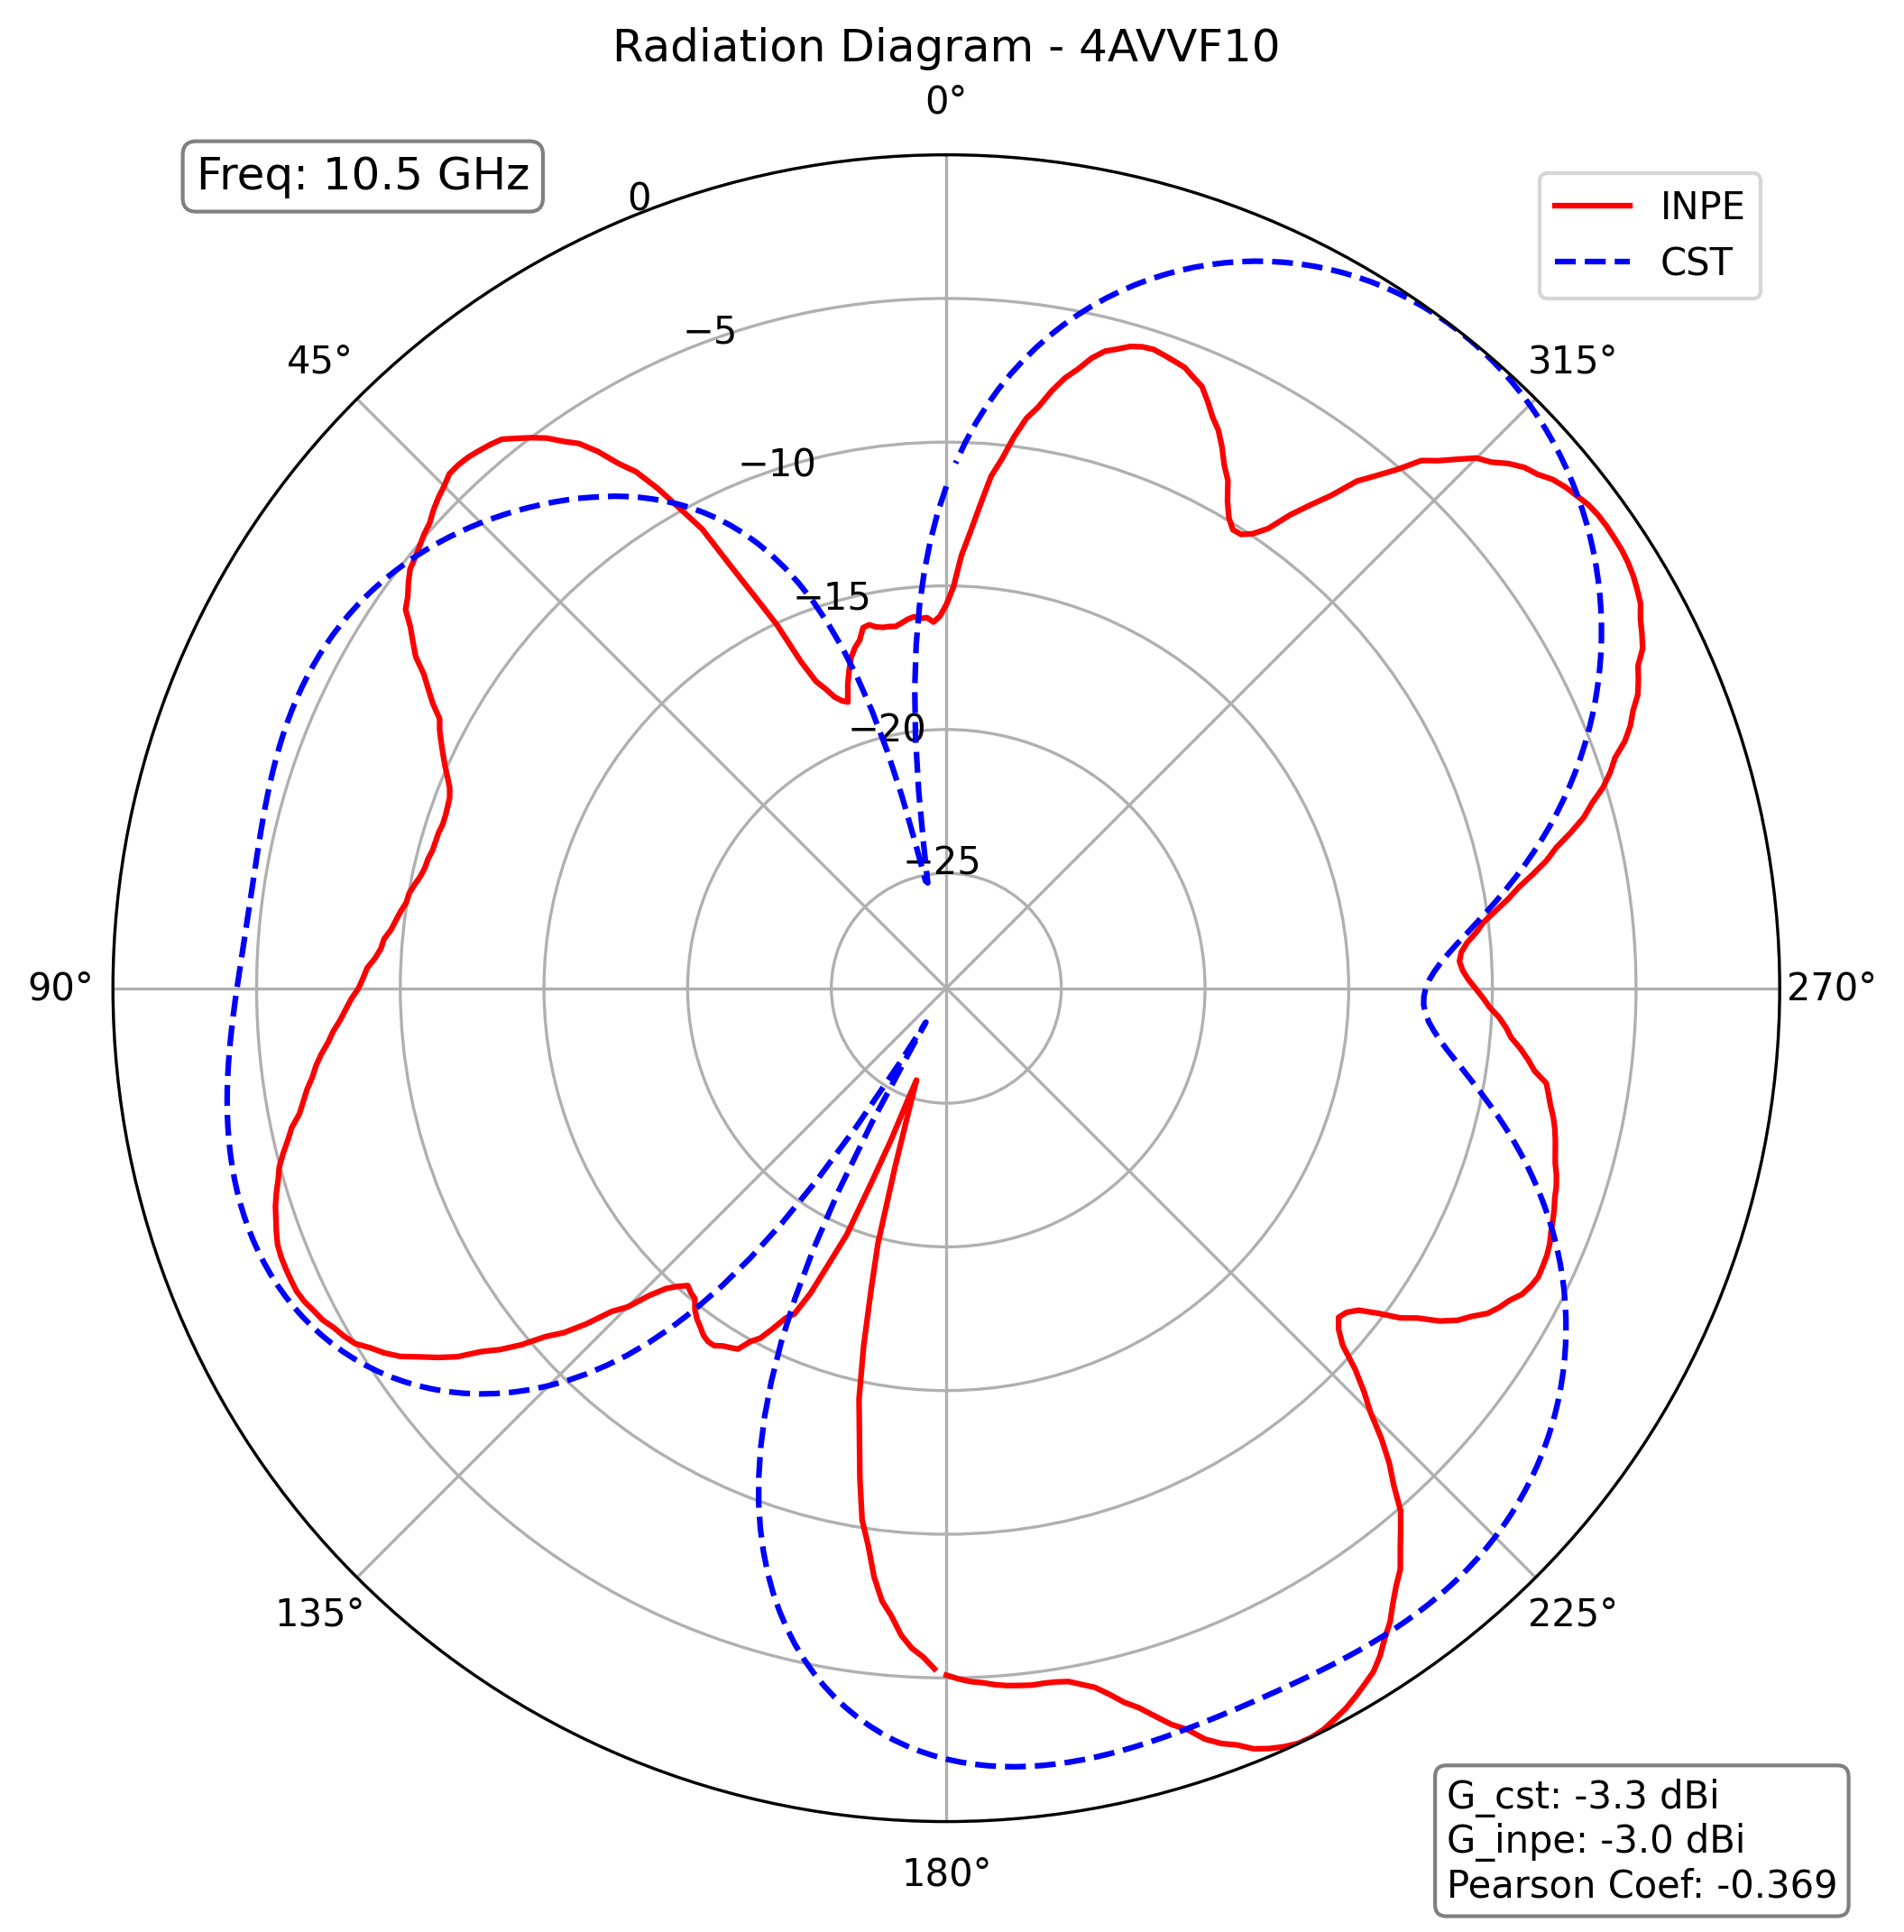 Radiation Diagram - 4AVVF10
0°
Freq: 10.5 GHz
0
INPE
CST
−5
45°
315°
−10
−15
−20
−25
90°
270°
135°
225°
180°
G_cst: -3.3 dBi
G_inpe: -3.0 dBi
Pearson Coef: -0.369